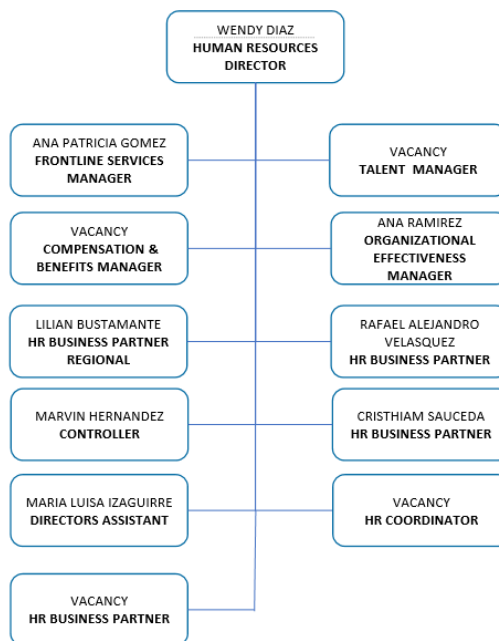 WENDY DIAZ
HUMAN RESOURCES
DIRECTOR
ANA PATRICIA GOMEZ
FRONTLINE SERVICES
MANAGER
VACANCY
TALENT MANAGER
VACANCY
COMPENSATION &
BENEFITS MANAGER
ANA RAMIREZ
ORGANIZATIONAL
EFFECTIVENESS
MANAGER
LILIAN BUSTAMANTE
HR BUSINESS PARTNER
REGIONAL
RAFAEL ALEJANDRO
VELASQUEZ
HR BUSINESS PARTNER
MARVIN HERNANDEZ
CONTROLLER
CRISTHIAM SAUCEDA
HR BUSINESS PARTNER
MARIA LUISA IZAGUIRRE
DIRECTORS ASSISTANT
VACANCY
HR COORDINATOR
VACANCY
HR BUSINESS PARTNER